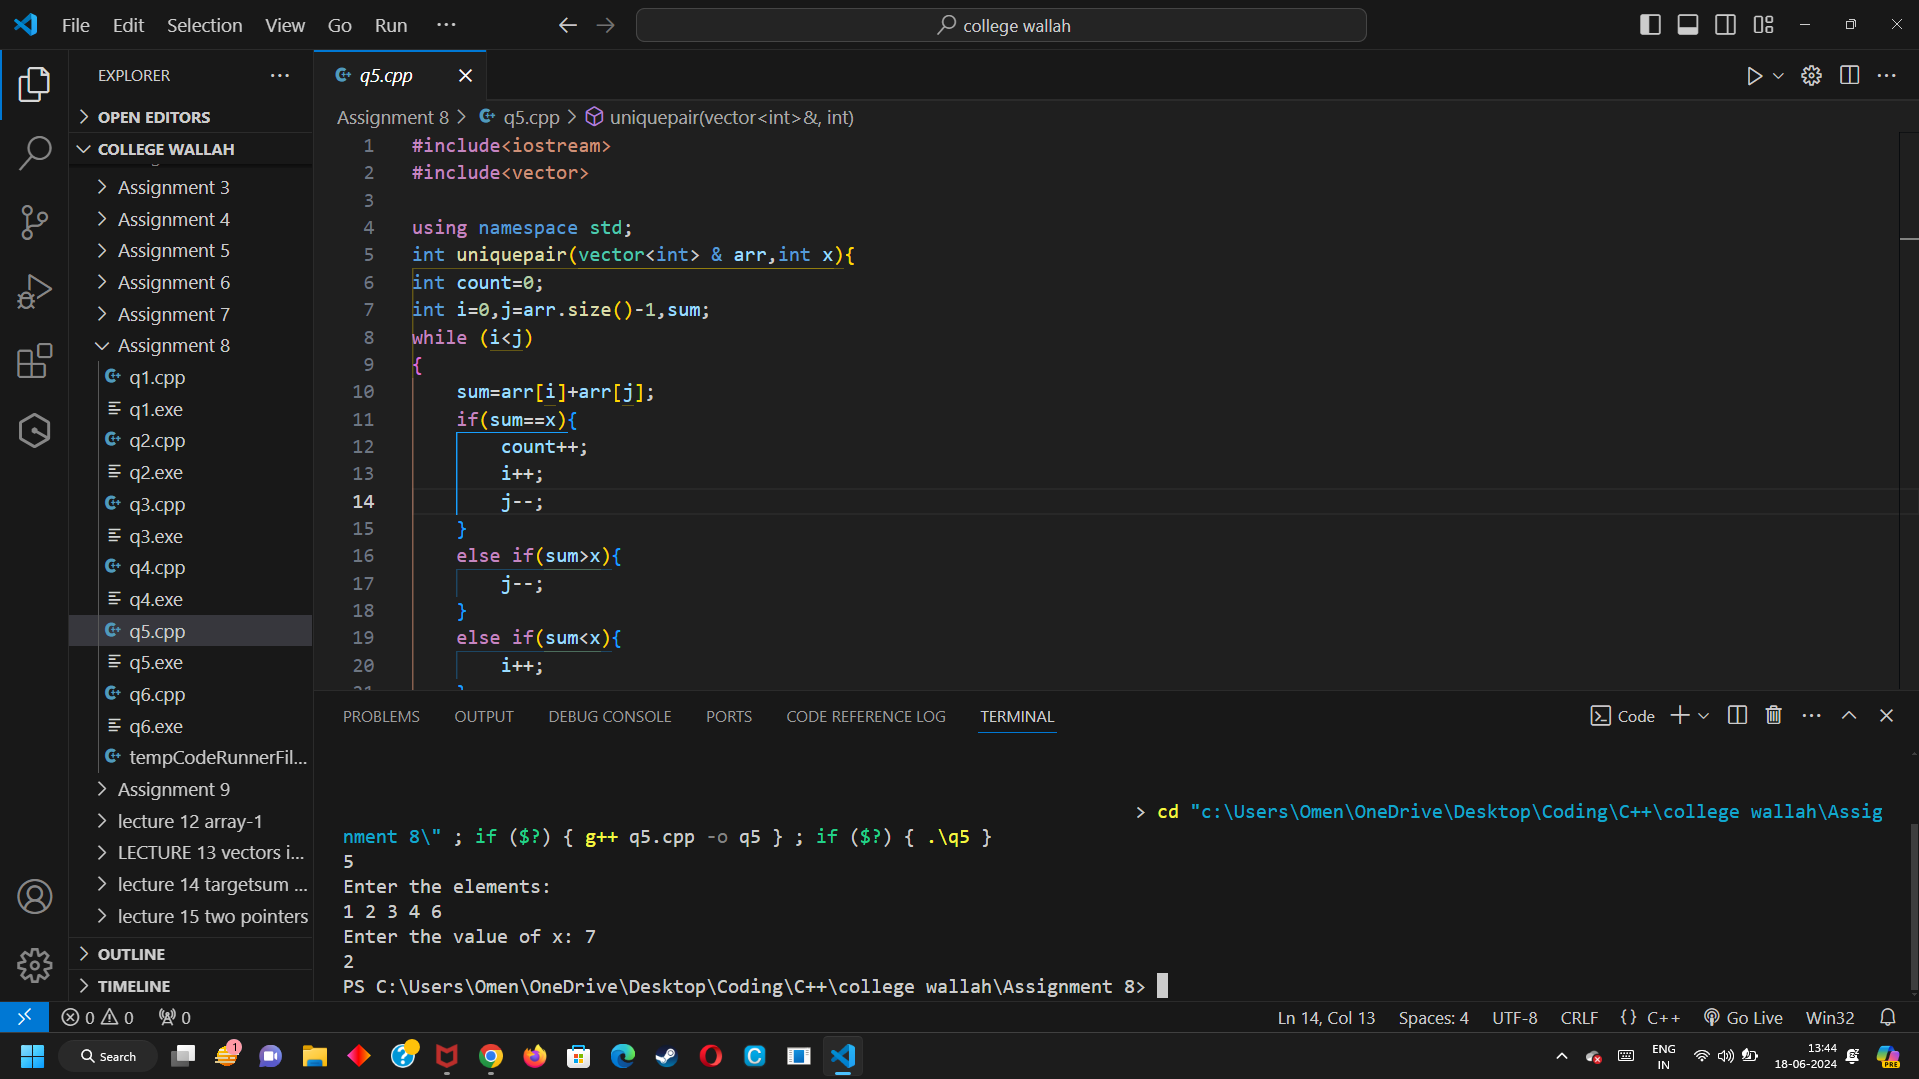 File Edit Selection View Go Run ···
college wallah
EXPLORER ···
OPEN EDITORS
COLLEGE WALLAH
Assignment 3
Assignment 4
Assignment 5
Assignment 6
Assignment 7
Assignment 8
q1.cpp
q1.exe
q2.cpp
q2.exe
q3.cpp
q3.exe
q4.cpp
q4.exe
q5.cpp
q5.exe
q6.cpp
q6.exe
tempCodeRunnerFil...
Assignment 9
lecture 12 array-1
LECTURE 13 vectors i...
lecture 14 targetsum ...
lecture 15 two pointers
OUTLINE
TIMELINE
q5.cpp
Assignment 8 > q5.cpp > uniquepair(vector<int>&, int)
1 #include<iostream>
2 #include<vector>
3
4 using namespace std;
5 int uniquepair(vector<int> & arr,int x){
6 int count=0;
7 int i=0,j=arr.size()-1,sum;
8 while (i<j)
9 {
10 sum=arr[i]+arr[j];
11 if(sum==x){
12 count++;
13 i++;
14 j--;
15 }
16 else if(sum>x){
17 j--;
18 }
19 else if(sum<x){
20 i++;
21 }
PROBLEMS OUTPUT DEBUG CONSOLE PORTS CODE REFERENCE LOG TERMINAL
Code
> cd "c:\Users\Omen\OneDrive\Desktop\Coding\C++\college wallah\Assig
nment 8\" ; if ($?) { g++ q5.cpp -o q5 } ; if ($?) { .\q5 }
5
Enter the elements:
1 2 3 4 6
Enter the value of x: 7
2
PS C:\Users\Omen\OneDrive\Desktop\Coding\C++\college wallah\Assignment 8>
0 0 0
Ln 14, Col 13 Spaces: 4 UTF-8 CRLF {} C++ Go Live Win32
Search
1
ENG
IN
13:44
18-06-2024
PRE